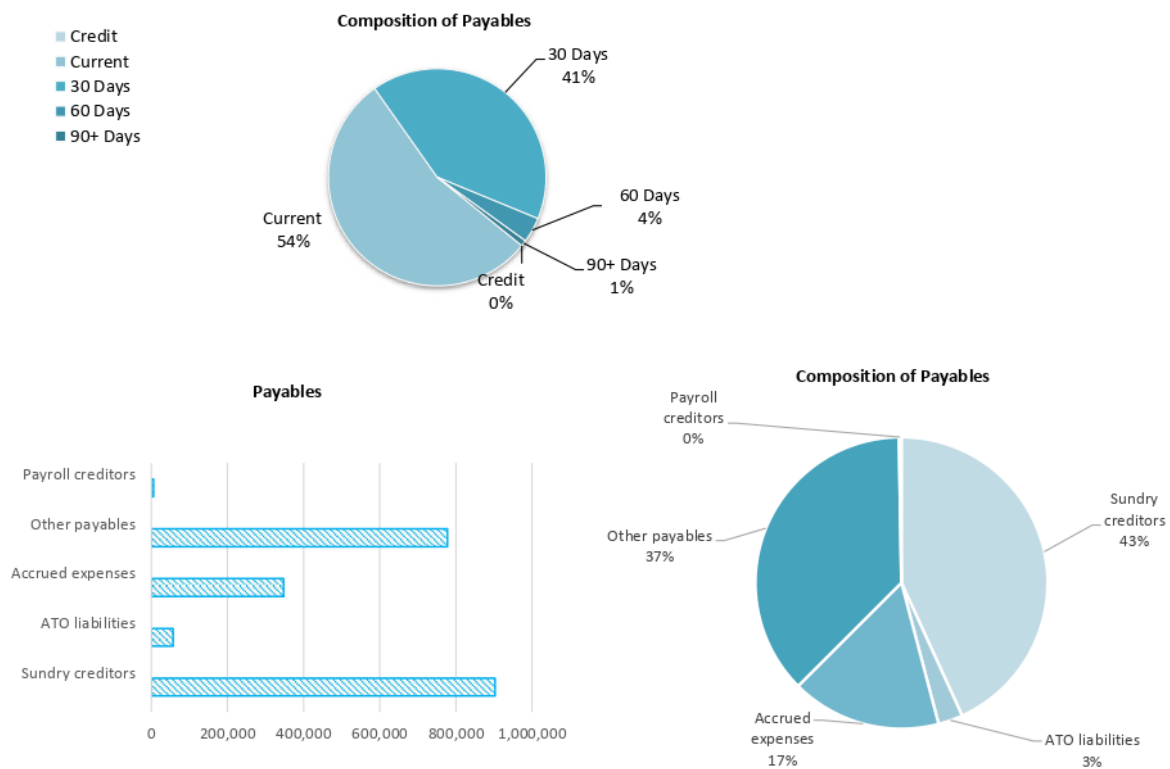 Composition of Payables
Credit
Current
30 Days
60 Days
90+ Days
30 Days
41%
60 Days
4%
90+ Days
1%
Credit
0%
Current
54%
Payables
Payroll creditors
Other payables
Accrued expenses
ATO liabilities
Sundry creditors
0
200,000
400,000
600,000
800,000
1,000,000
Composition of Payables
Payroll
creditors
0%
Sundry
creditors
43%
Other payables
37%
Accrued
expenses
17%
ATO liabilities
3%